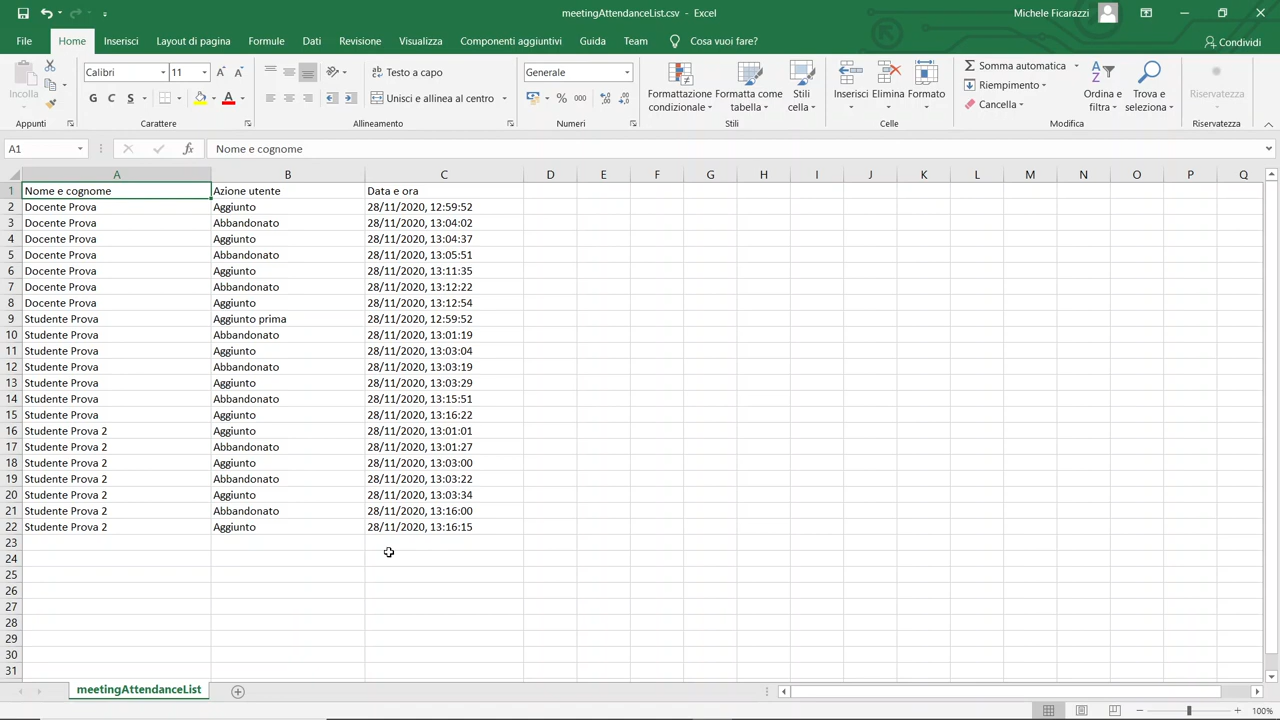 meetingAttendanceList.csv - Excel
Michele Ficarazzi
File Home Inserisci Layout di pagina Formule Dati Revisione Visualizza Componenti aggiuntivi Guida Team Cosa vuoi fare? Condividi
Incolla
Appunti
Calibri 11
G C S
Carattere
Testo a capo
Unisci e allinea al centro
Allineamento
Generale
% 000
Numeri
Formattazione condizionale
Formatta come tabella
Stili cella
Stili
Inserisci Elimina Formato
Celle
Somma automatica
Riempimento
Cancella
Ordina e filtra
Trova e seleziona
Modifica
Riservatezza
Riservatezza
A1 fx Nome e cognome
A B C D E F G H I J K L M N O P Q
1 Nome e cognome Azione utente Data e ora
2 Docente Prova Aggiunto 28/11/2020, 12:59:52
3 Docente Prova Abbandonato 28/11/2020, 13:04:02
4 Docente Prova Aggiunto 28/11/2020, 13:04:37
5 Docente Prova Abbandonato 28/11/2020, 13:05:51
6 Docente Prova Aggiunto 28/11/2020, 13:11:35
7 Docente Prova Abbandonato 28/11/2020, 13:12:22
8 Docente Prova Aggiunto 28/11/2020, 13:12:54
9 Studente Prova Aggiunto prima 28/11/2020, 12:59:52
10 Studente Prova Abbandonato 28/11/2020, 13:01:19
11 Studente Prova Aggiunto 28/11/2020, 13:03:04
12 Studente Prova Abbandonato 28/11/2020, 13:03:19
13 Studente Prova Aggiunto 28/11/2020, 13:03:29
14 Studente Prova Abbandonato 28/11/2020, 13:15:51
15 Studente Prova Aggiunto 28/11/2020, 13:16:22
16 Studente Prova 2 Aggiunto 28/11/2020, 13:01:01
17 Studente Prova 2 Abbandonato 28/11/2020, 13:01:27
18 Studente Prova 2 Aggiunto 28/11/2020, 13:03:00
19 Studente Prova 2 Abbandonato 28/11/2020, 13:03:22
20 Studente Prova 2 Aggiunto 28/11/2020, 13:03:34
21 Studente Prova 2 Abbandonato 28/11/2020, 13:16:00
22 Studente Prova 2 Aggiunto 28/11/2020, 13:16:15
23
24
25
26
27
28
29
30
31
meetingAttendanceList
100%